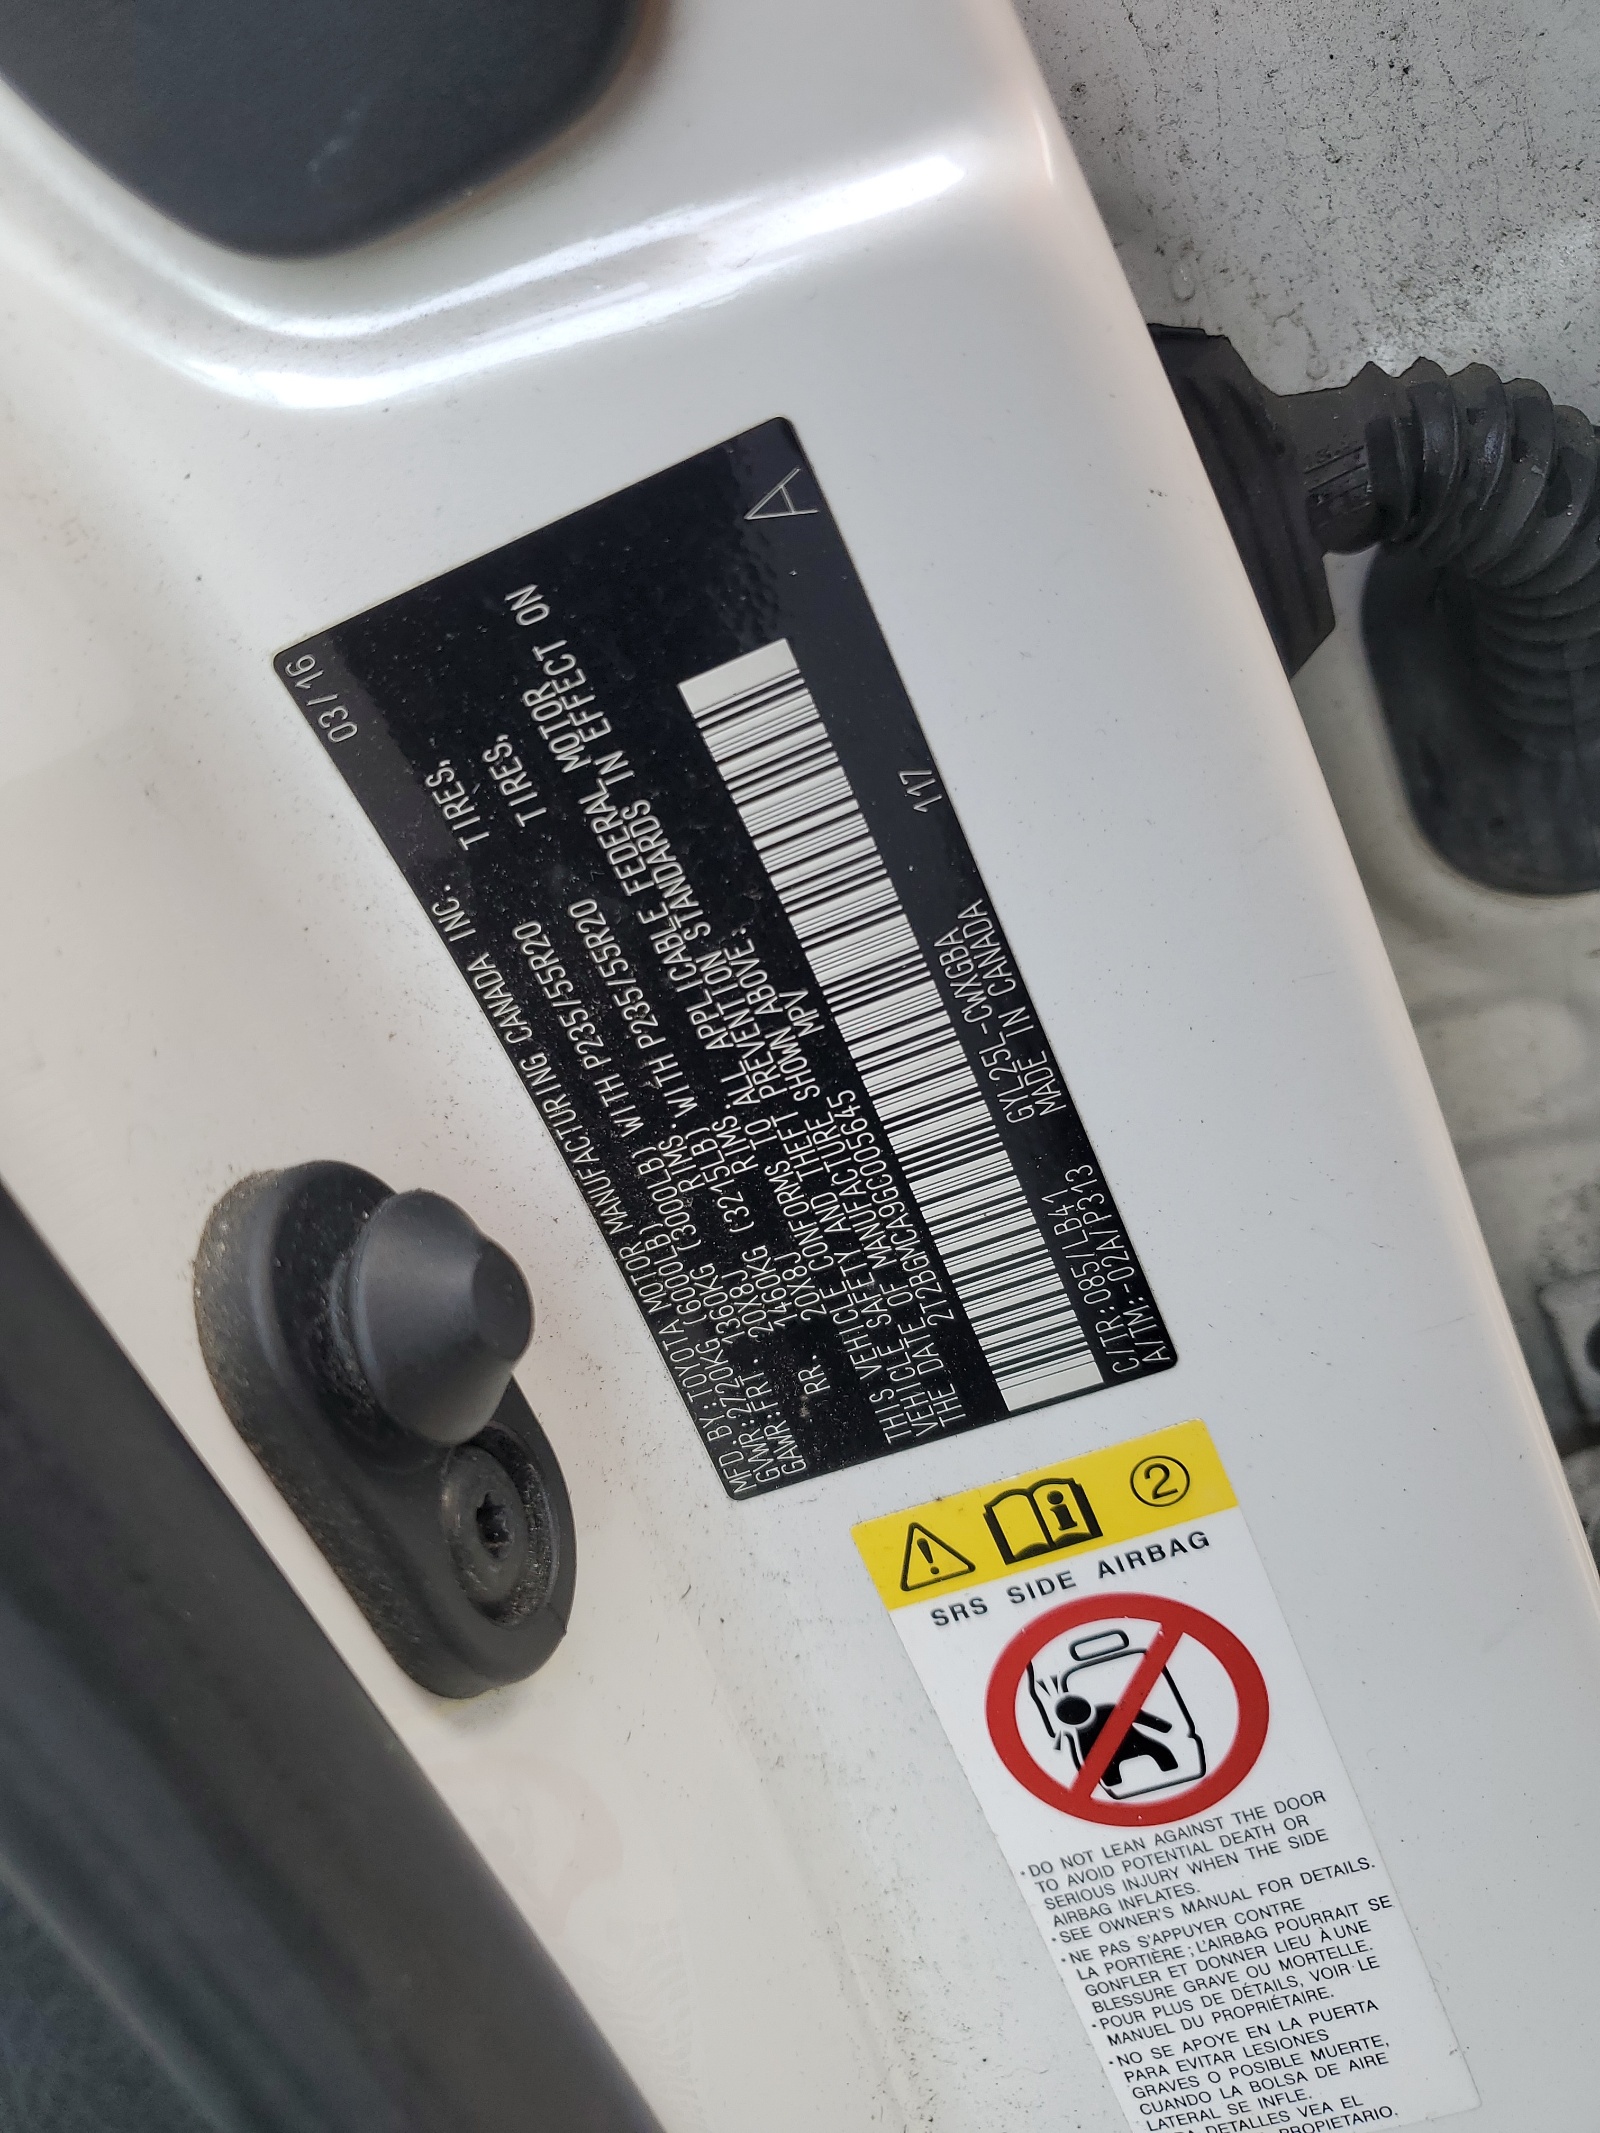 MFD. BY: TOYOTA MOTOR MANUFACTURING CANADA INC. 03/16
GVWR: 2720KG (6000LB)
GAWR: FRT. 1360KG (3000LB) WITH P235/55R20 TIRES,
20X8J RIMS.
RR. 1460KG (3215LB) WITH P235/55R20 TIRES,
20X8J RIMS.
THIS VEHICLE CONFORMS TO ALL APPLICABLE FEDERAL MOTOR
VEHICLE SAFETY AND THEFT PREVENTION STANDARDS IN EFFECT ON
THE DATE OF MANUFACTURE SHOWN ABOVE.
2T2BGMCA9GC005645 MPV
A
117
C/TR:085/LB41 GYL25L-CWXGBA
A/TM:-02A/P313 MADE IN CANADA
2
SRS SIDE AIRBAG
•DO NOT LEAN AGAINST THE DOOR
TO AVOID POTENTIAL DEATH OR
SERIOUS INJURY WHEN THE SIDE
AIRBAG INFLATES.
•SEE OWNER'S MANUAL FOR DETAILS.
•NE PAS S'APPUYER CONTRE
LA PORTIÈRE ; L'AIRBAG POURRAIT SE
GONFLER ET DONNER LIEU À UNE
BLESSURE GRAVE OU MORTELLE.
•POUR PLUS DE DÉTAILS, VOIR LE
MANUEL DU PROPRIÉTAIRE.
•NO SE APOYE EN LA PUERTA
PARA EVITAR LESIONES
GRAVES O POSIBLE MUERTE,
CUANDO LA BOLSA DE AIRE
LATERAL SE INFLE.
DETALLES VEA EL
PROPIETARIO.